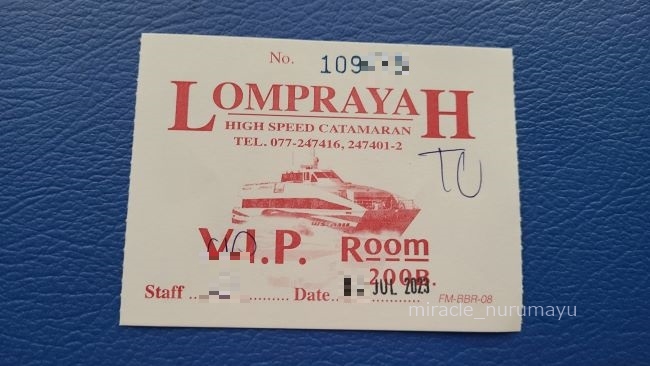 No. 109
LOMPRAYAH
HIGH SPEED CATAMARAN
TEL. 077-247416, 247401-2
TU
V.I.P. Room
200B.
Staff .................... Date.. JUL 2023 FM-BBR-08
miracle_nurumayu